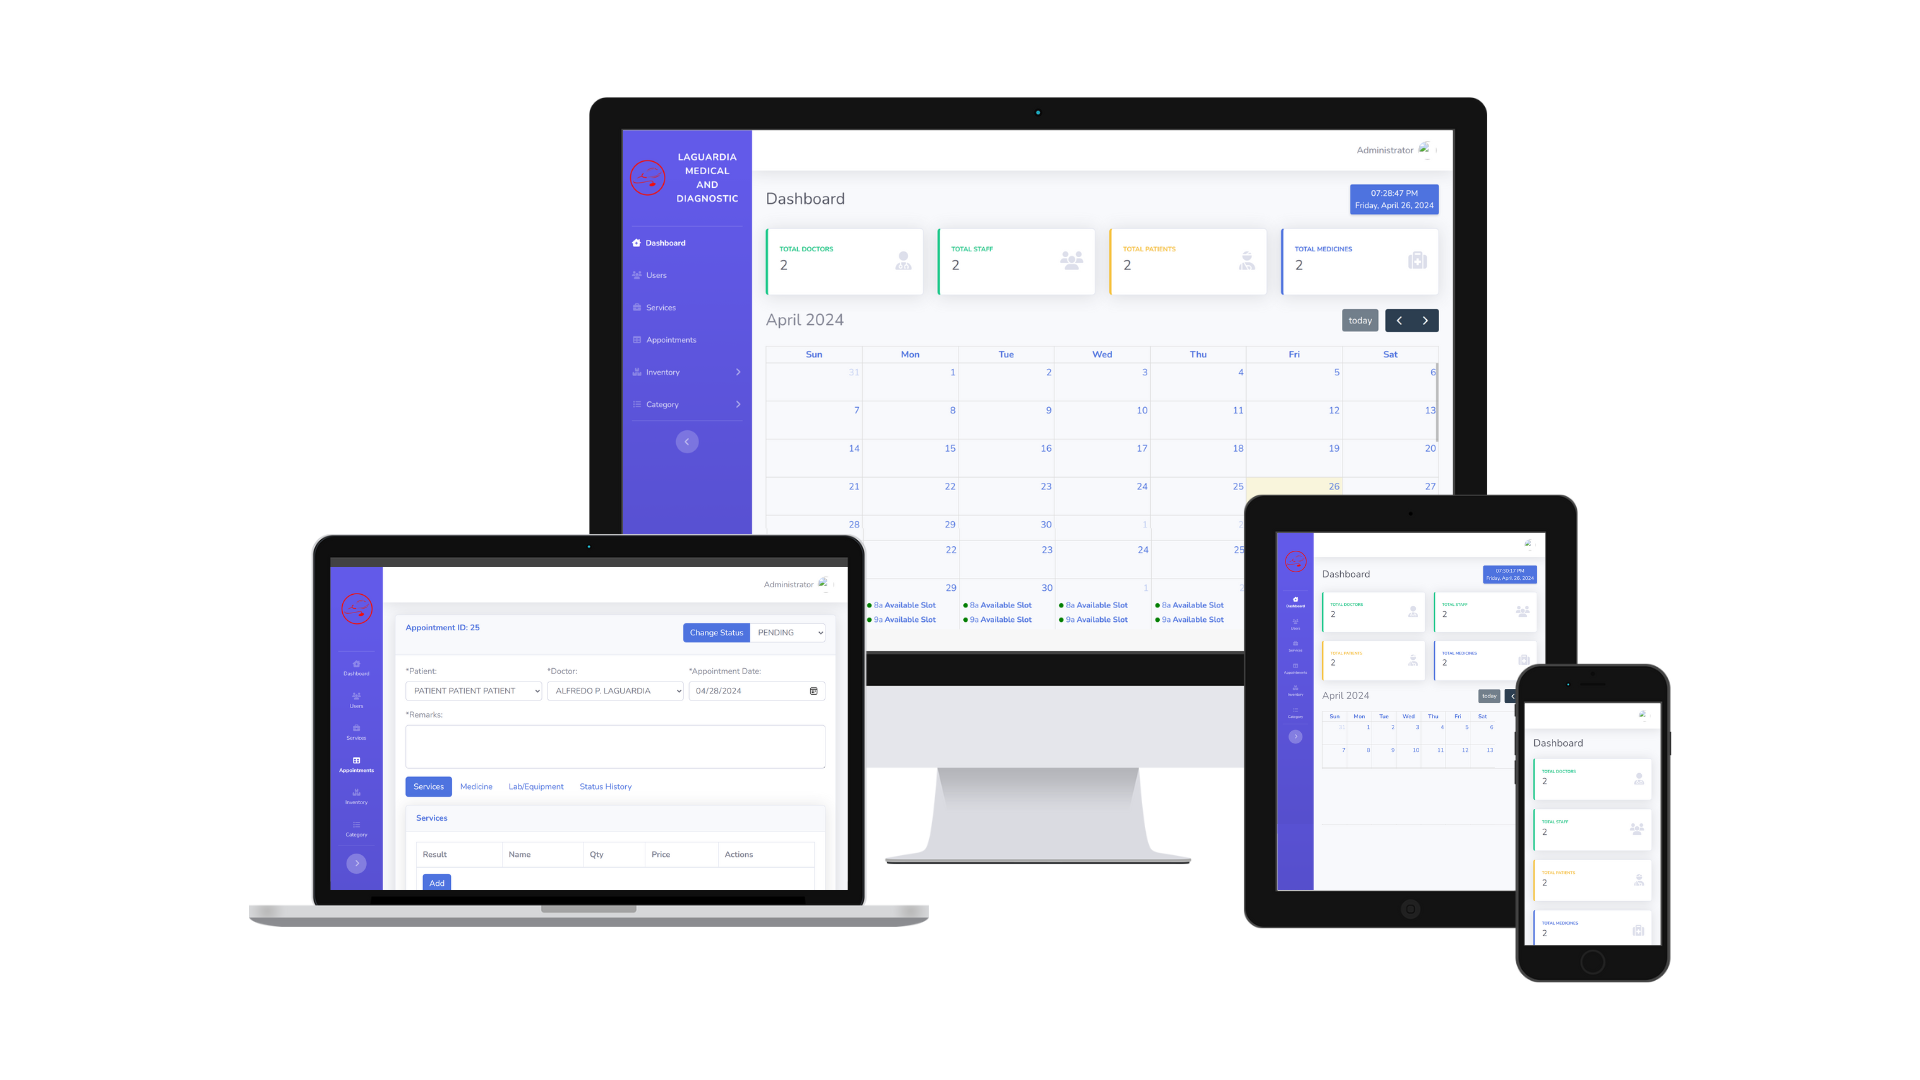 LAGUARDIA
MEDICAL
AND
DIAGNOSTIC
Dashboard
Users
Services
Appointments
Inventory
Category
Administrator
Dashboard
07:28:47 PM
Friday, April 26, 2024
TOTAL DOCTORS
2
TOTAL STAFF
2
TOTAL PATIENTS
2
TOTAL MEDICINES
2
April 2024
today
Sun Mon Tue Wed Thu Fri Sat
31 1 2 3 4 5 6
7 8 9 10 11 12 13
14 15 16 17 18 19 20
21 22 23 24 25 26 27
28 29 30 1 2
22 23 24 25
29 30 1 2
8a Available Slot 8a Available Slot 8a Available Slot 8a Available Slot
9a Available Slot 9a Available Slot 9a Available Slot 9a Available Slot
Dashboard
Users
Services
Appointments
Inventory
Category
Administrator
Appointment ID: 25
Change Status PENDING
*Patient: *Doctor: *Appointment Date:
PATIENT PATIENT PATIENT ALFREDO P. LAGUARDIA 04/28/2024
*Remarks:
Services Medicine Lab/Equipment Status History
Services
Result Name Qty Price Actions
Add
Dashboard
Users
Services
Appointments
Inventory
Category
Dashboard
07:30:17 PM
Friday, April 26, 2024
TOTAL DOCTORS
2
TOTAL STAFF
2
TOTAL PATIENTS
2
TOTAL MEDICINES
2
April 2024
today
Sun Mon Tue Wed Thu Fri Sat
31 1 2 3 4 5 6
7 8 9 10 11 12 13
Dashboard
TOTAL DOCTORS
2
TOTAL STAFF
2
TOTAL PATIENTS
2
TOTAL MEDICINES
2